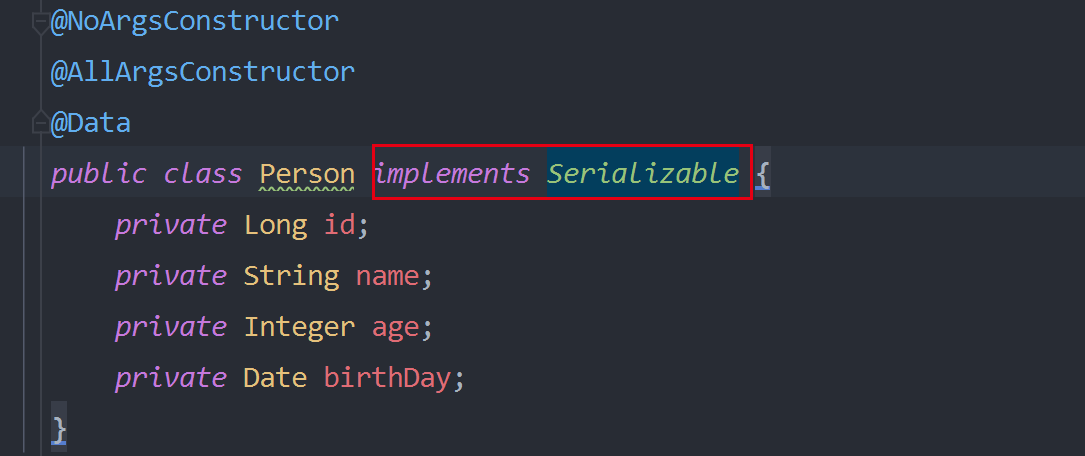 @NoArgsConstructor
@AllArgsConstructor
@Data
public class Person implements Serializable {
private Long id;
private String name;
private Integer age;
private Date birthDay;
}